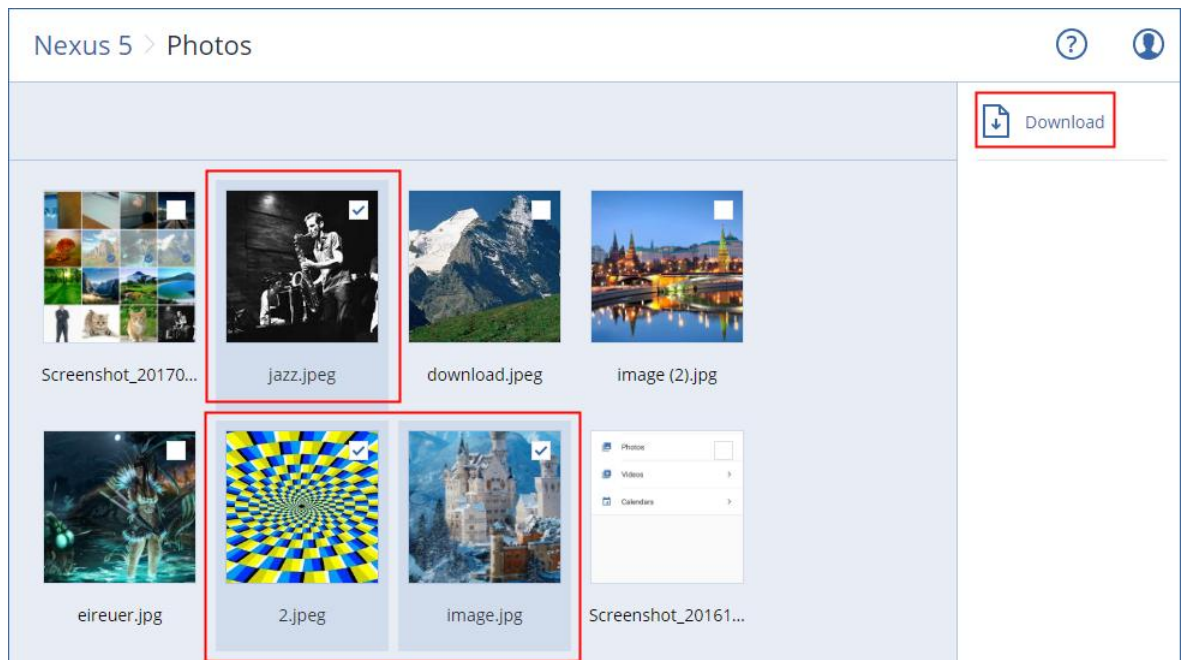 Nexus 5 > Photos
Download
Screenshot_20170...
jazz.jpeg
download.jpeg
image (2).jpg
Photos
Videos
Calendars
eireuer.jpg
2.jpeg
image.jpg
Screenshot_20161...